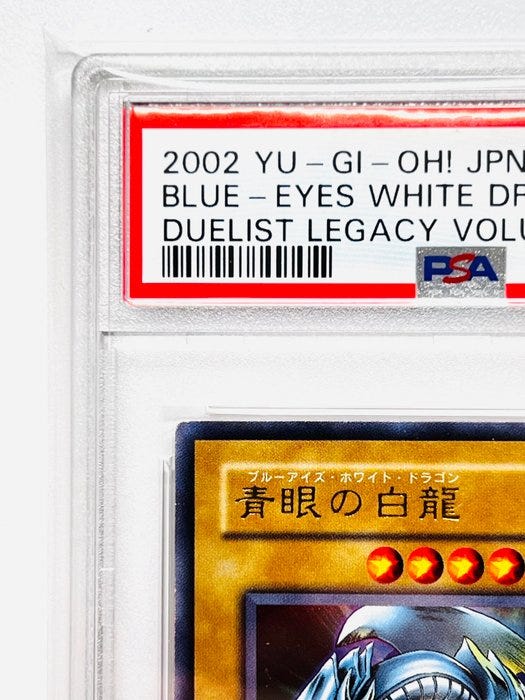 2002 YU-GI-OH! JPN
BLUE-EYES WHITE DR
DUELIST LEGACY VOLU
PSA
ブルーアイズ・ホワイト・ドラゴン
青眼の白龍